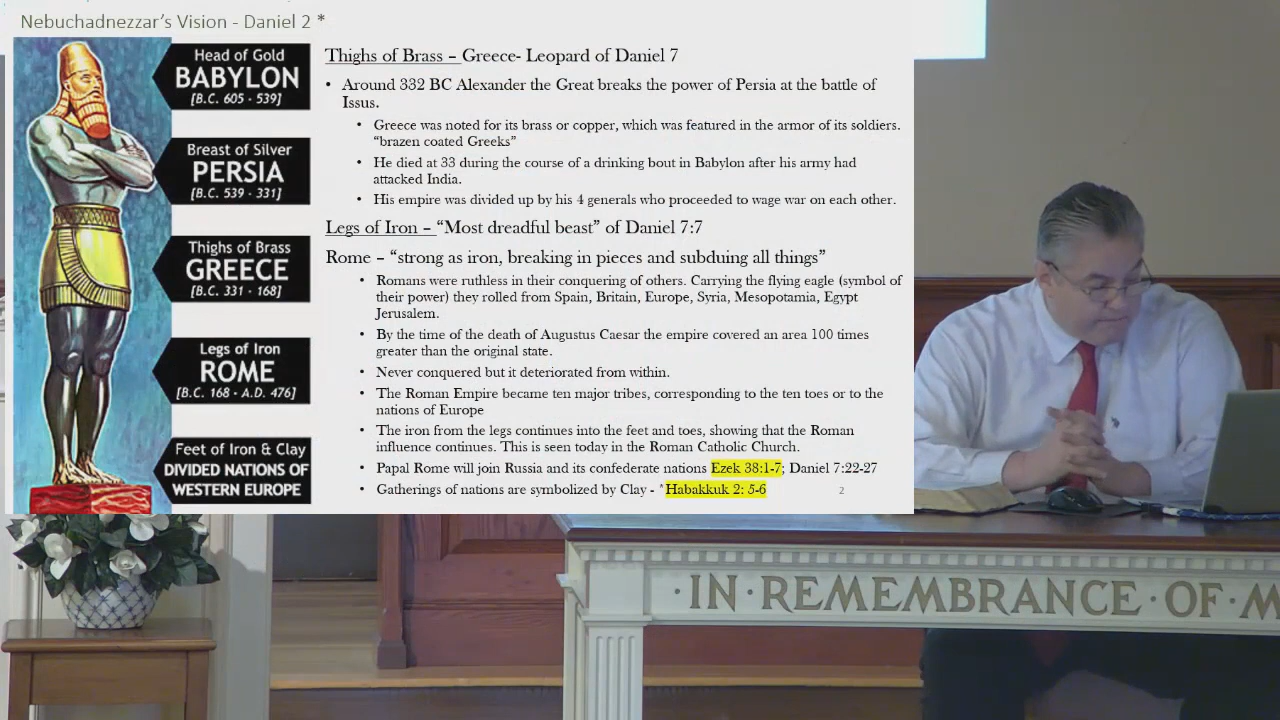 Nebuchadnezzar's Vision - Daniel 2 *
Head of Gold
BABYLON
[B.C. 605 - 539]
Breast of Silver
PERSIA
[B.C. 539 - 331]
Thighs of Brass
GREECE
[B.C. 331 - 168]
Legs of Iron
ROME
[B.C. 168 - A.D. 476]
Feet of Iron & Clay
DIVIDED NATIONS OF
WESTERN EUROPE
Thighs of Brass – Greece- Leopard of Daniel 7
• Around 332 BC Alexander the Great breaks the power of Persia at the battle of
Issus.
• Greece was noted for its brass or copper, which was featured in the armor of its soldiers.
“brazen coated Greeks”
• He died at 33 during the course of a drinking bout in Babylon after his army had
attacked India.
• His empire was divided up by his 4 generals who proceeded to wage war on each other.
Legs of Iron – “Most dreadful beast” of Daniel 7:7
Rome – “strong as iron, breaking in pieces and subduing all things”
• Romans were ruthless in their conquering of others. Carrying the flying eagle (symbol of
their power) they rolled from Spain, Britain, Europe, Syria, Mesopotamia, Egypt
Jerusalem.
• By the time of the death of Augustus Caesar the empire covered an area 100 times
greater than the original state.
• Never conquered but it deteriorated from within.
• The Roman Empire became ten major tribes, corresponding to the ten toes or to the
nations of Europe
• The iron from the legs continues into the feet and toes, showing that the Roman
influence continues. This is seen today in the Roman Catholic Church.
• Papal Rome will join Russia and its confederate nations Ezek 38:1-7; Daniel 7:22-27
• Gatherings of nations are symbolized by Clay - *Habakkuk 2: 5-6
2
·IN·REMEMBRANCE·OF·M